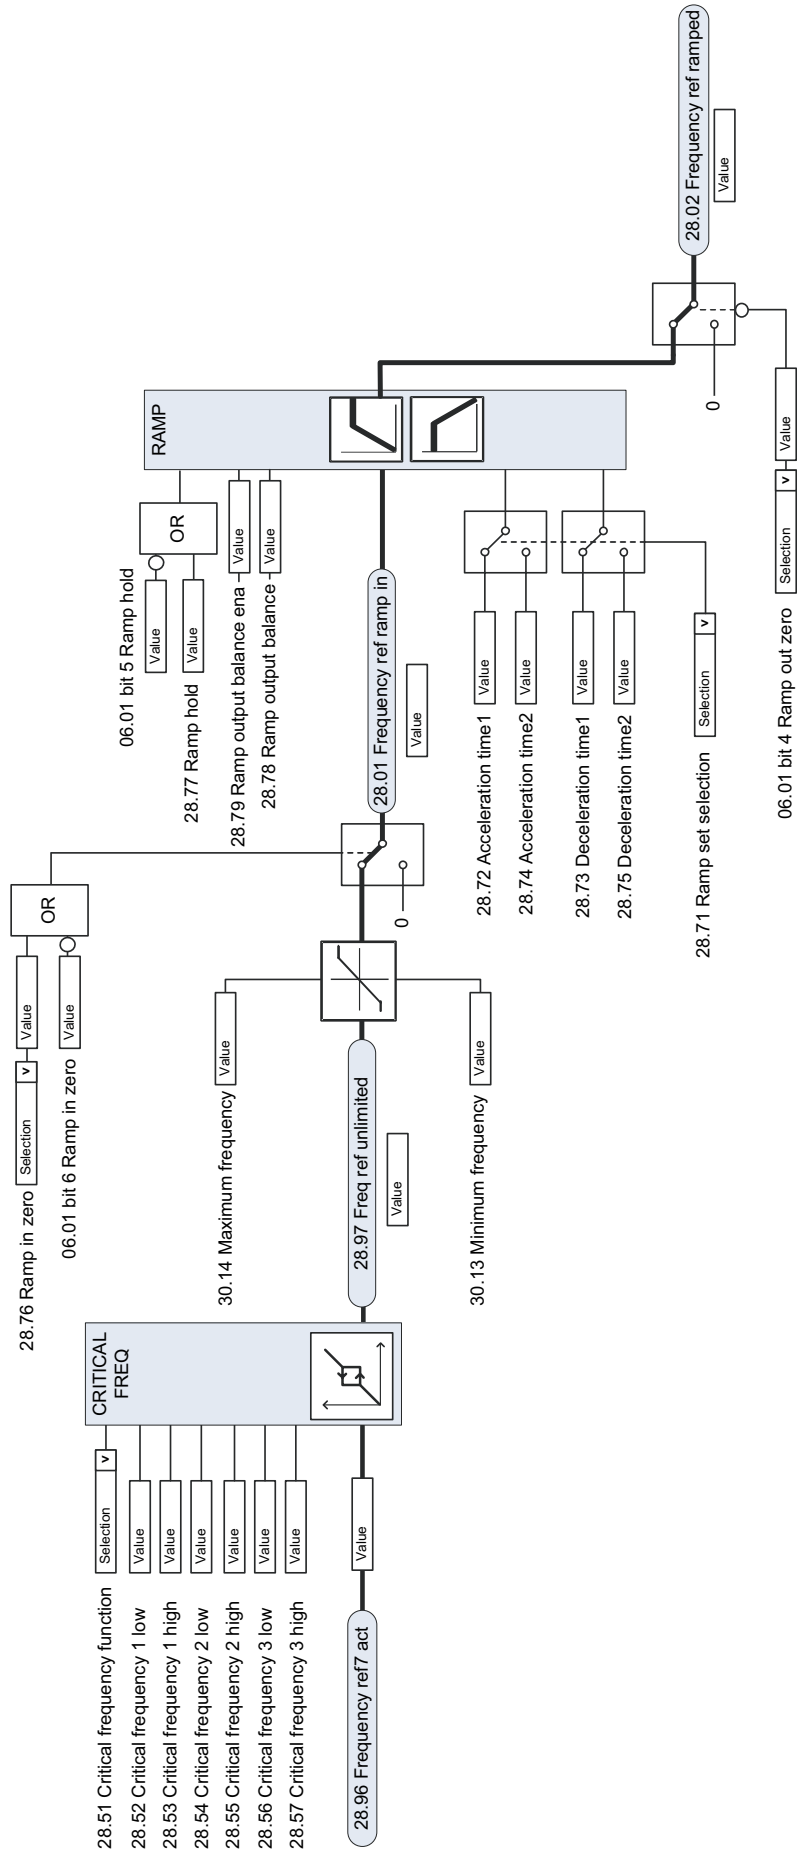 28.51 Critical frequency function
Selection
v
28.52 Critical frequency 1 low
Value
28.53 Critical frequency 1 high
Value
28.54 Critical frequency 2 low
Value
28.55 Critical frequency 2 high
Value
28.56 Critical frequency 3 low
Value
28.57 Critical frequency 3 high
Value
28.96 Frequency ref7 act
Value
CRITICAL
FREQ
28.97 Freq ref unlimited
Value
30.14 Maximum frequency
Value
30.13 Minimum frequency
Value
28.76 Ramp in zero
Selection
v
Value
06.01 bit 6 Ramp in zero
Value
OR
0
28.01 Frequency ref ramp in
Value
06.01 bit 5 Ramp hold
Value
28.77 Ramp hold
Value
OR
28.79 Ramp output balance ena
Value
28.78 Ramp output balance
Value
RAMP
28.72 Acceleration time1
Value
28.74 Acceleration time2
Value
28.73 Deceleration time1
Value
28.75 Deceleration time2
Value
28.71 Ramp set selection
Selection
v
06.01 bit 4 Ramp out zero
Selection
v
Value
0
28.02 Frequency ref ramped
Value